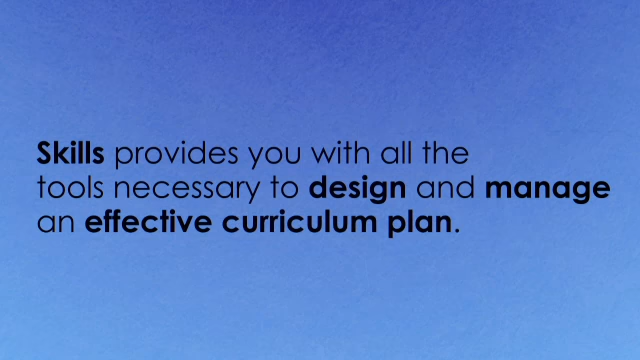 Skills provides you with all the
tools necessary to design and manage
an effective curriculum plan.